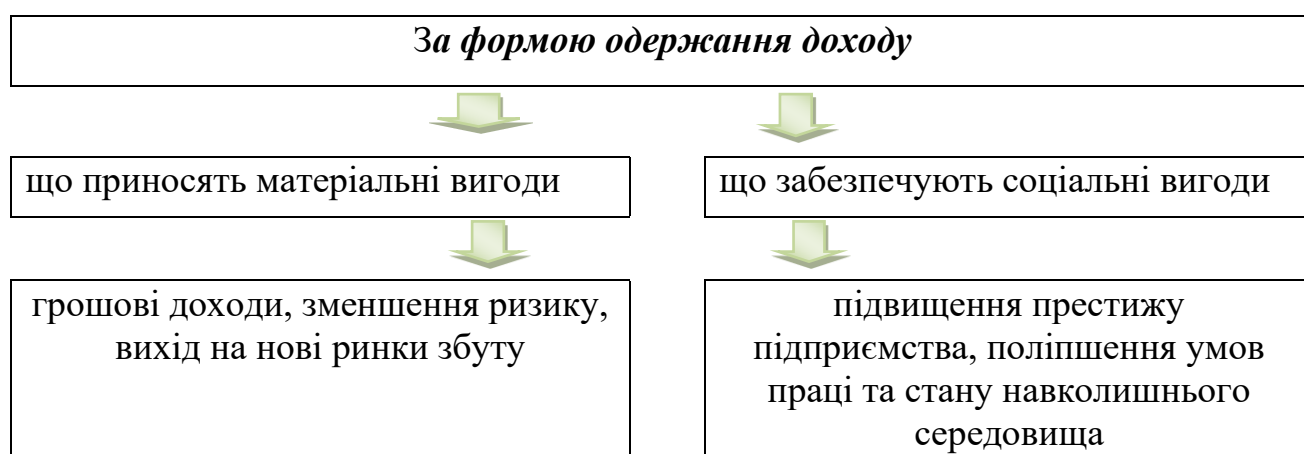 За формою одержання доходу
що приносять матеріальні вигоди
що забезпечують соціальні вигоди
грошові доходи, зменшення ризику,
вихід на нові ринки збуту
підвищення престижу
підприємства, поліпшення умов
праці та стану навколишнього
середовища